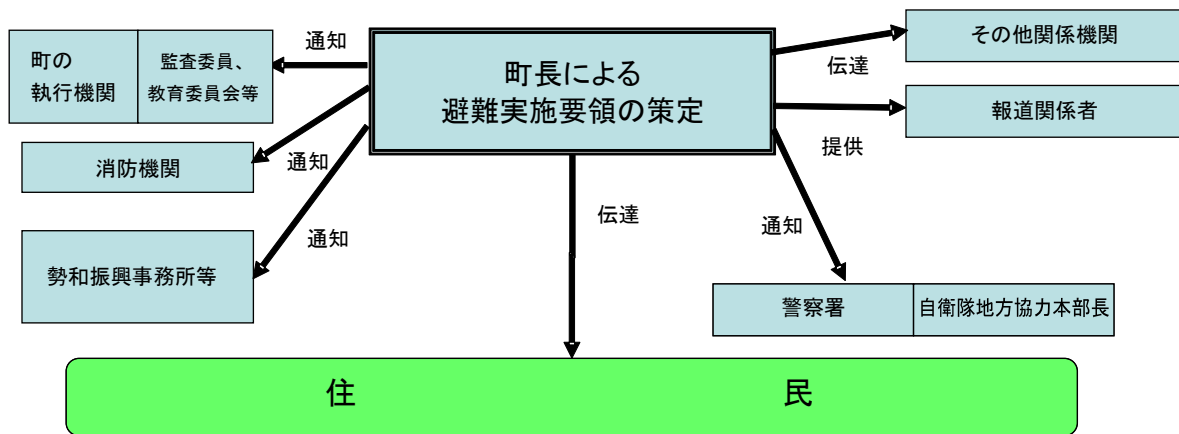 町の
執行機関
監査委員、
教育委員会等
通知
町長による
避難実施要領の策定
その他関係機関
伝達
報道関係者
提供
消防機関
通知
勢和振興事務所等
通知
伝達
通知
警察署
自衛隊地方協力本部長
住 民